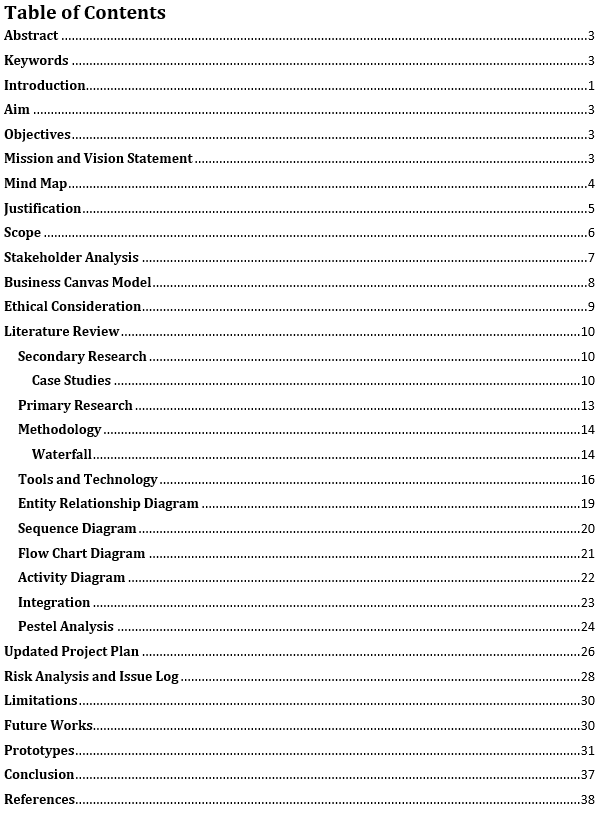 Table of Contents
Abstract ........................................................................................................3
Keywords ........................................................................................................3
Introduction........................................................................................................1
Aim ........................................................................................................3
Objectives........................................................................................................3
Mission and Vision Statement........................................................................................................3
Mind Map........................................................................................................4
Justification........................................................................................................5
Scope ........................................................................................................6
Stakeholder Analysis ........................................................................................................7
Business Canvas Model........................................................................................................8
Ethical Consideration........................................................................................................9
Literature Review........................................................................................................10
Secondary Research........................................................................................................10
Case Studies ........................................................................................................10
Primary Research........................................................................................................13
Methodology........................................................................................................14
Waterfall........................................................................................................14
Tools and Technology........................................................................................................16
Entity Relationship Diagram ........................................................................................................19
Sequence Diagram........................................................................................................20
Flow Chart Diagram ........................................................................................................21
Activity Diagram ........................................................................................................22
Integration........................................................................................................23
Pestel Analysis ........................................................................................................24
Updated Project Plan ........................................................................................................26
Risk Analysis and Issue Log........................................................................................................28
Limitations........................................................................................................30
Future Works........................................................................................................30
Prototypes........................................................................................................31
Conclusion........................................................................................................37
References........................................................................................................38